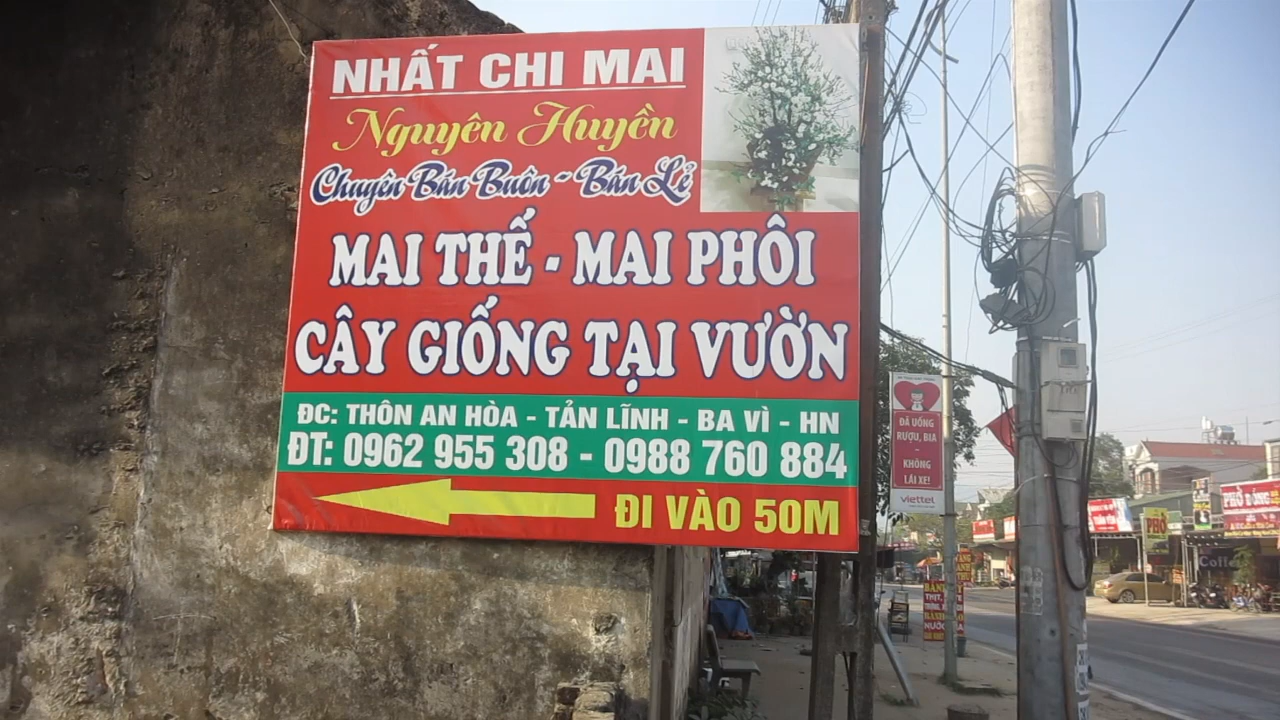 NHẤT CHI MAI
Nguyên Huyền
Chuyên Bán Buôn - Bán Lẻ
MAI THẾ - MAI PHÔI
CÂY GIỐNG TẠI VƯỜN
ĐC: THÔN AN HÒA - TẢN LĨNH - BA VÌ - HN
ĐT: 0962 955 308 - 0988 760 884
ĐI VÀO 50M
ĐÃ UỐNG
RƯỢU, BIA
-
KHÔNG
LÁI XE!
viettel
PHỞ
PHỞ